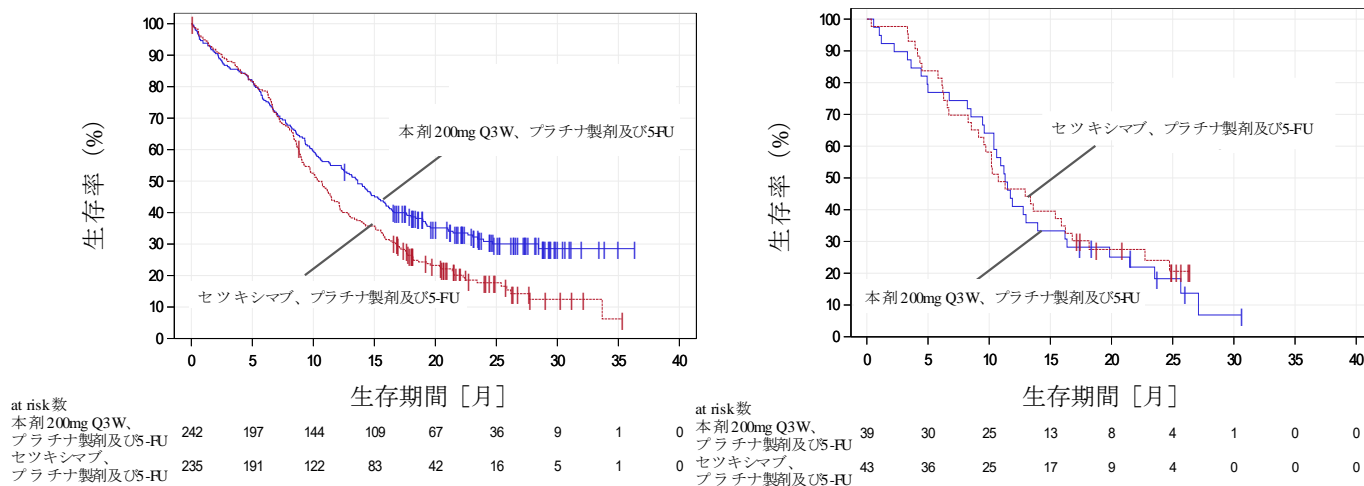 100
90
80
70
60
50
40
30
20
10
0
生存率（%）
本剤200mg Q3W、プラチナ製剤及び5-FU
セツキシマブ、プラチナ製剤及び5-FU
0 5 10 15 20 25 30 35 40
生存期間［月］
at risk数
本剤200mg Q3W、
プラチナ製剤及び5-FU
242 197 144 109 67 36 9 1 0
セツキシマブ、
プラチナ製剤及び5-FU
235 191 122 83 42 16 5 1 0
100
90
80
70
60
50
40
30
20
10
0
生存率（%）
セツキシマブ、プラチナ製剤及び5-FU
本剤200mg Q3W、プラチナ製剤及び5-FU
0 5 10 15 20 25 30 35 40
生存期間［月］
at risk数
本剤200mg Q3W、
プラチナ製剤及び5-FU
39 30 25 13 8 4 1 0 0
セツキシマブ、
プラチナ製剤及び5-FU
43 36 25 17 9 4 0 0 0